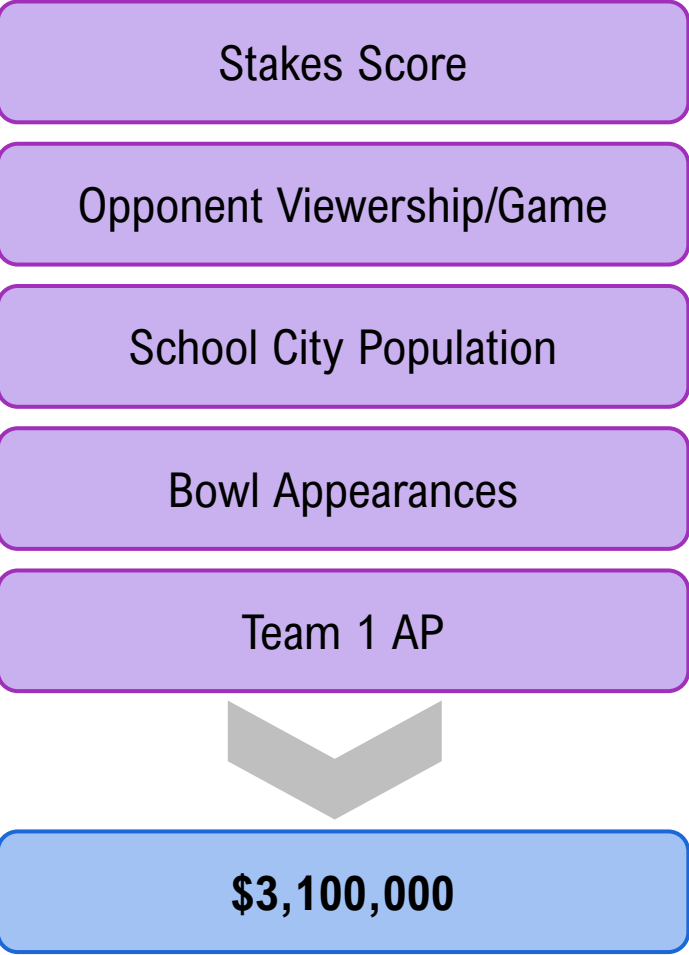 Stakes Score
Opponent Viewership/Game
School City Population
Bowl Appearances
Team 1 AP
$3,100,000